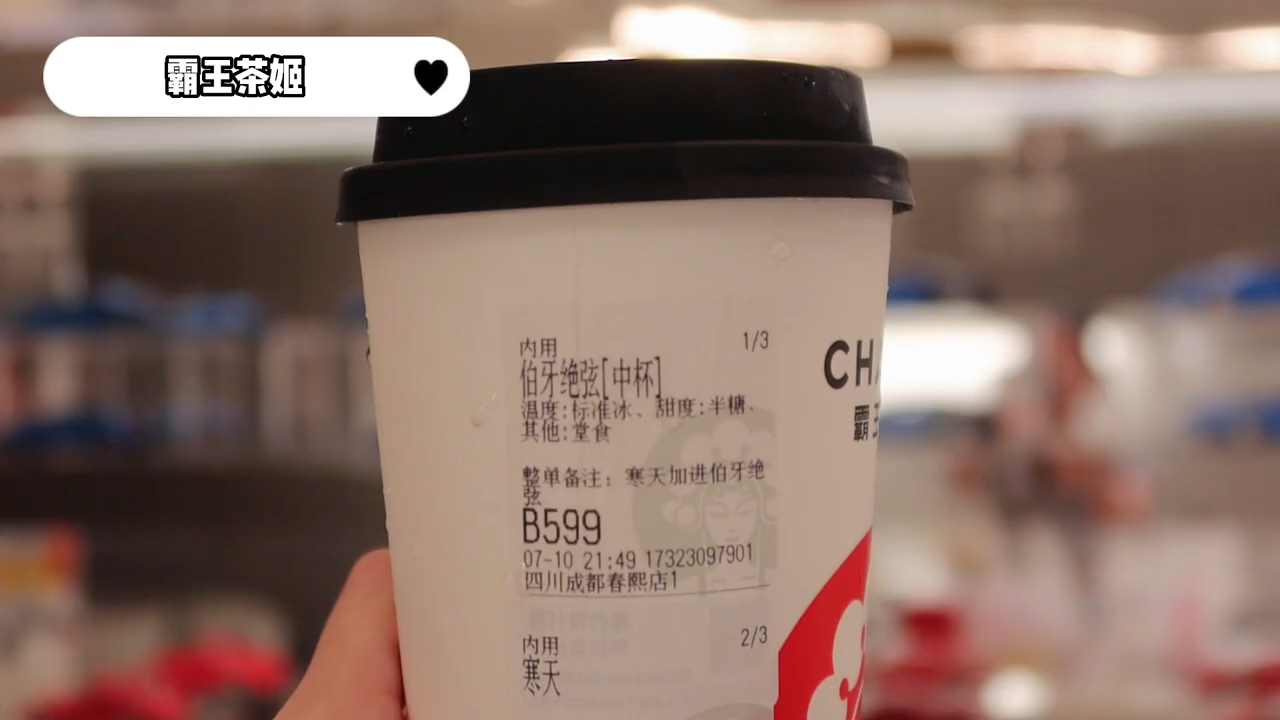 霸王茶姬
内用 1/3
伯牙绝弦[中杯]
温度:标准冰、甜度:半糖、
其他:堂食
整单备注: 寒天加进伯牙绝
弦
B599
07-10 21:49 17323097901
四川成都春熙店1
内用 2/3
寒天
CHA
霸王